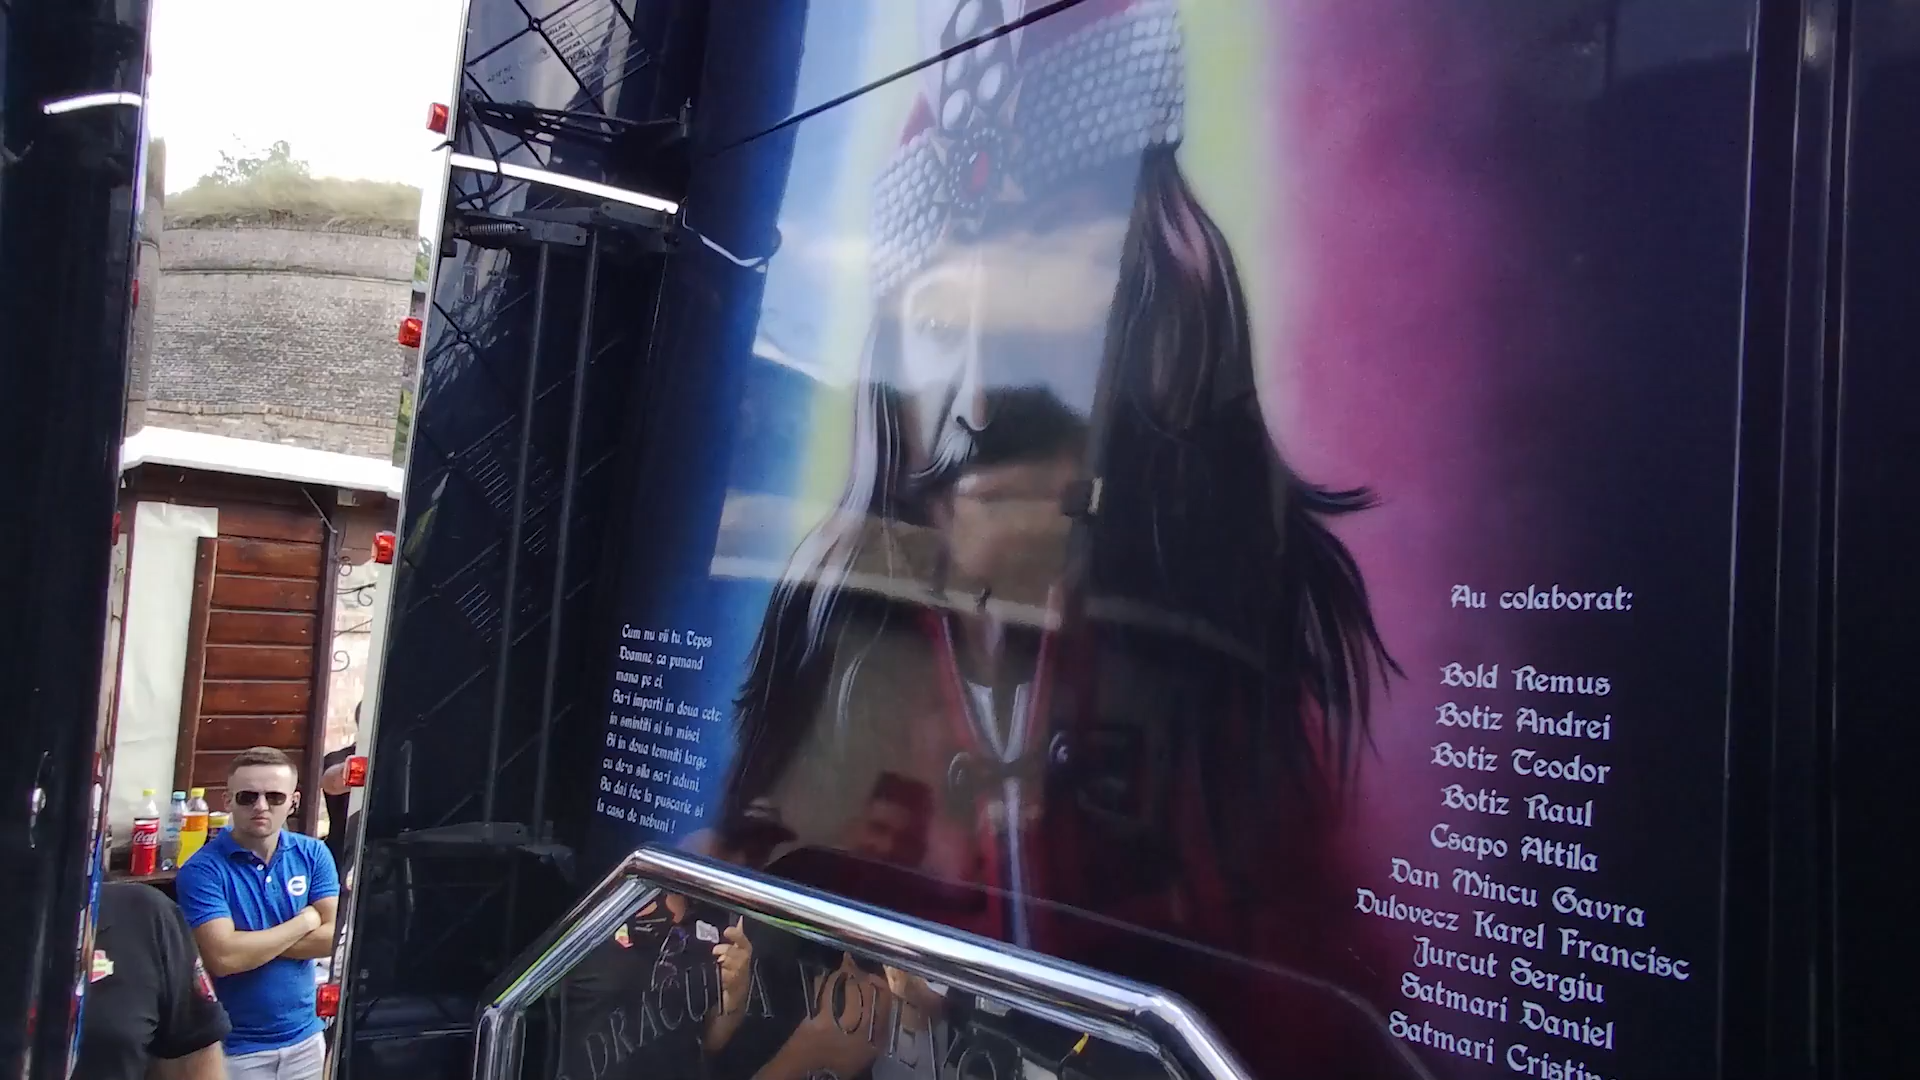 Cum nu vii tu, Tepes
Doamne, ca punand
mana pe ei,
Sa-i imparti in doua cete:
in smintiti si in misei
Si in doua temniti large
cu de-a sila sa-i aduni,
Sa dai foc la puscarie si
la casa de nebuni !
Au colaborat:
Bold Remus
Botiz Andrei
Botiz Teodor
Botiz Raul
Csapo Attila
Dan Mincu Gavra
Dulovecz Karel Francisc
Jurcut Sergiu
Satmari Daniel
Satmari Cristin
DRACULA